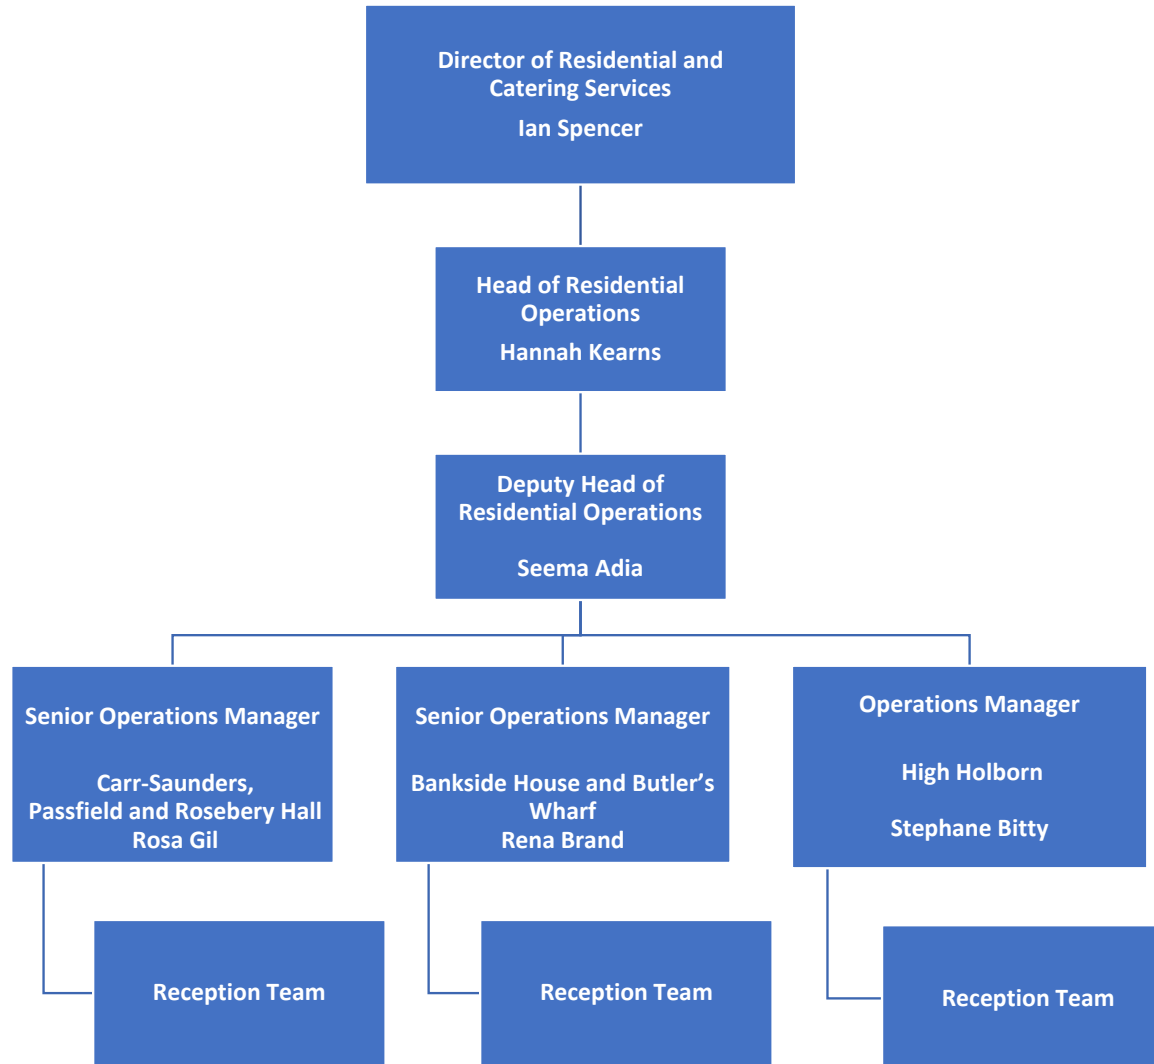 Director of Residential and
Catering Services
Ian Spencer
Head of Residential
Operations
Hannah Kearns
Deputy Head of
Residential Operations
Seema Adia
Senior Operations Manager
Carr-Saunders,
Passfield and Rosebery Hall
Rosa Gil
Senior Operations Manager
Bankside House and Butler’s
Wharf
Rena Brand
Operations Manager
High Holborn
Stephane Bitty
Reception Team
Reception Team
Reception Team